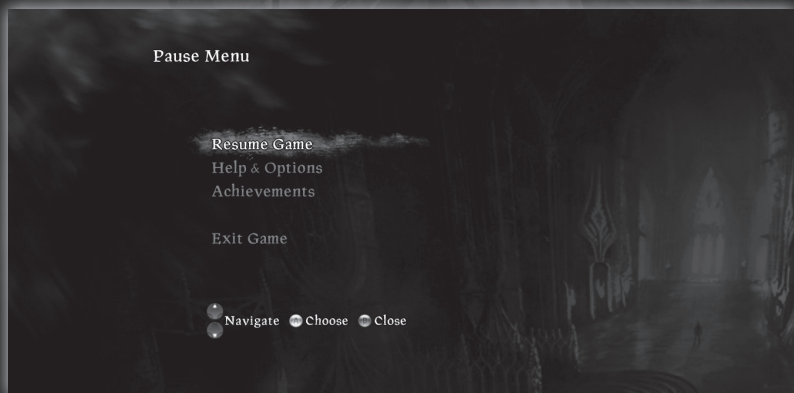 Pause Menu
Resume Game
Help & Options
Achievements
Exit Game
Navigate Choose Close